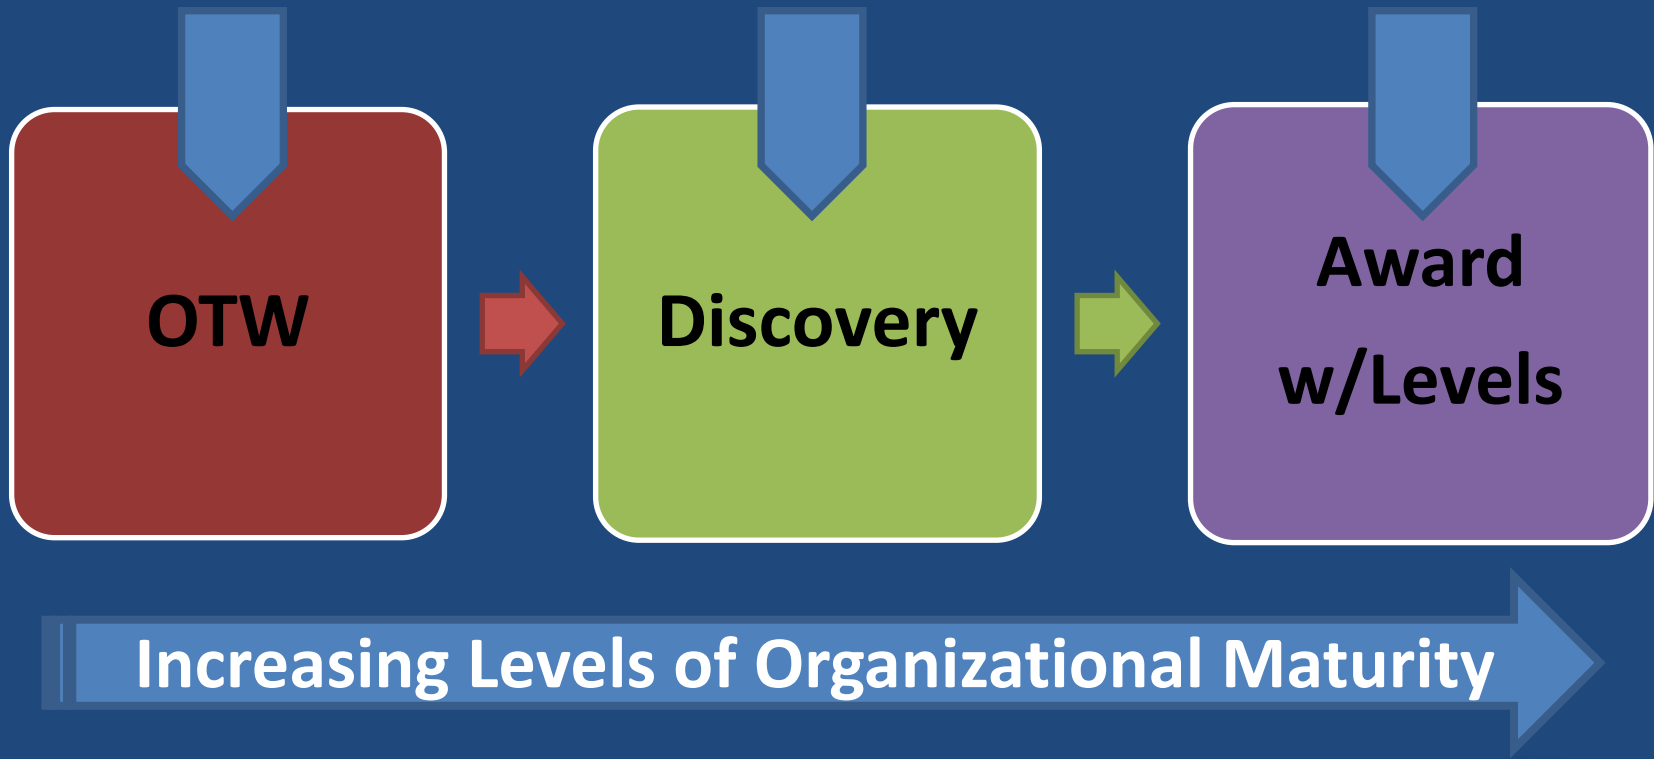 OTW
Discovery
Award
w/Levels
Increasing Levels of Organizational Maturity